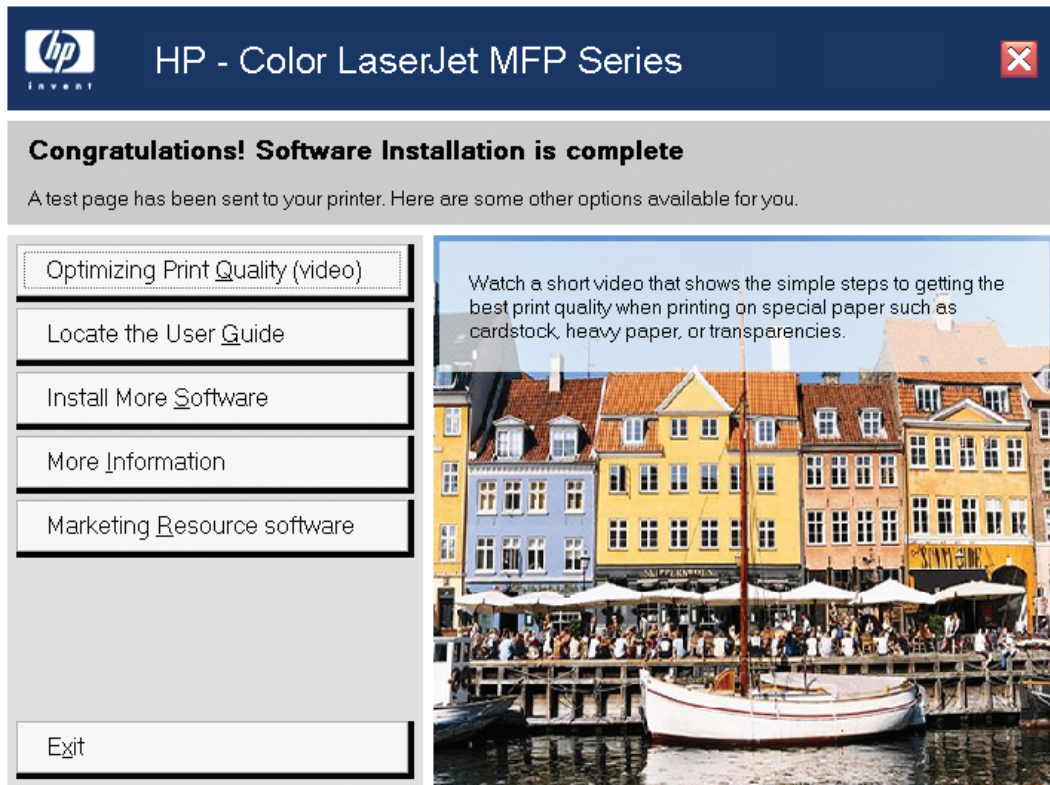 hp
invent
HP - Color LaserJet MFP Series
Congratulations! Software Installation is complete
A test page has been sent to your printer. Here are some other options available for you.
Optimizing Print Quality (video)
Locate the User Guide
Install More Software
More Information
Marketing Resource software
Exit
Watch a short video that shows the simple steps to getting the
best print quality when printing on special paper such as
cardstock, heavy paper, or transparencies.